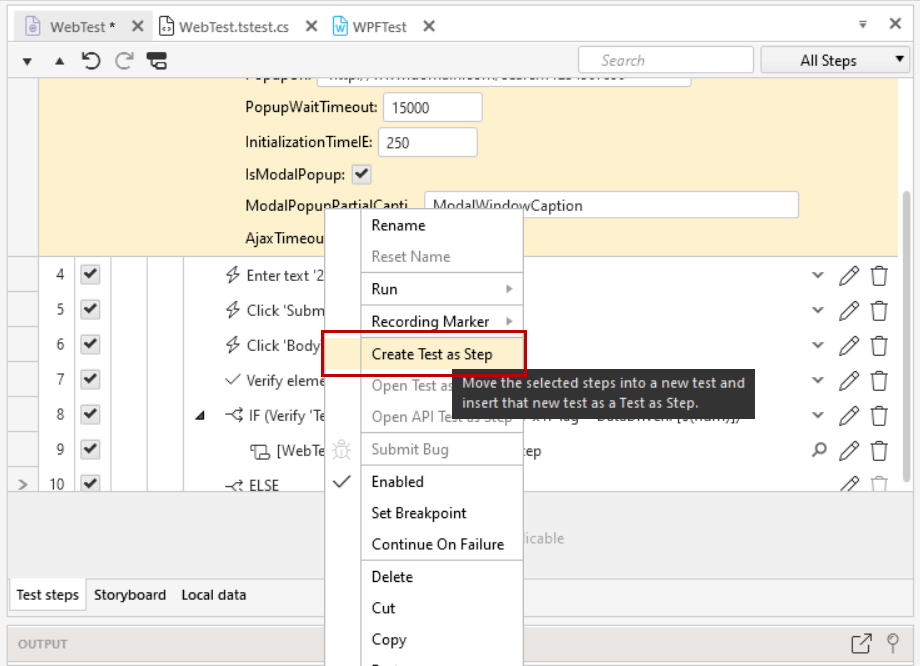 WebTest *
WebTest.tstest.cs
WPFTest
Search
All Steps
PopupWaitTimeout: 15000
InitializationTimeIE: 250
IsModalPopup:
ModalPopupPartialCapti ModalWindowCaption
AjaxTimeou
4 Enter text '2
5 Click 'Subm
6 Click 'Body
7 Verify eleme
8 IF (Verify 'Te
9 [WebTe
10 ELSE
Rename
Reset Name
Run
Recording Marker
Create Test as Step
Open Test as
Move the selected steps into a new test and
insert that new test as a Test as Step.
Open API Test as Step
Submit Bug
Enabled
Set Breakpoint
Continue On Failure
Delete
Cut
Copy
icable
Test steps
Storyboard
Local data
OUTPUT